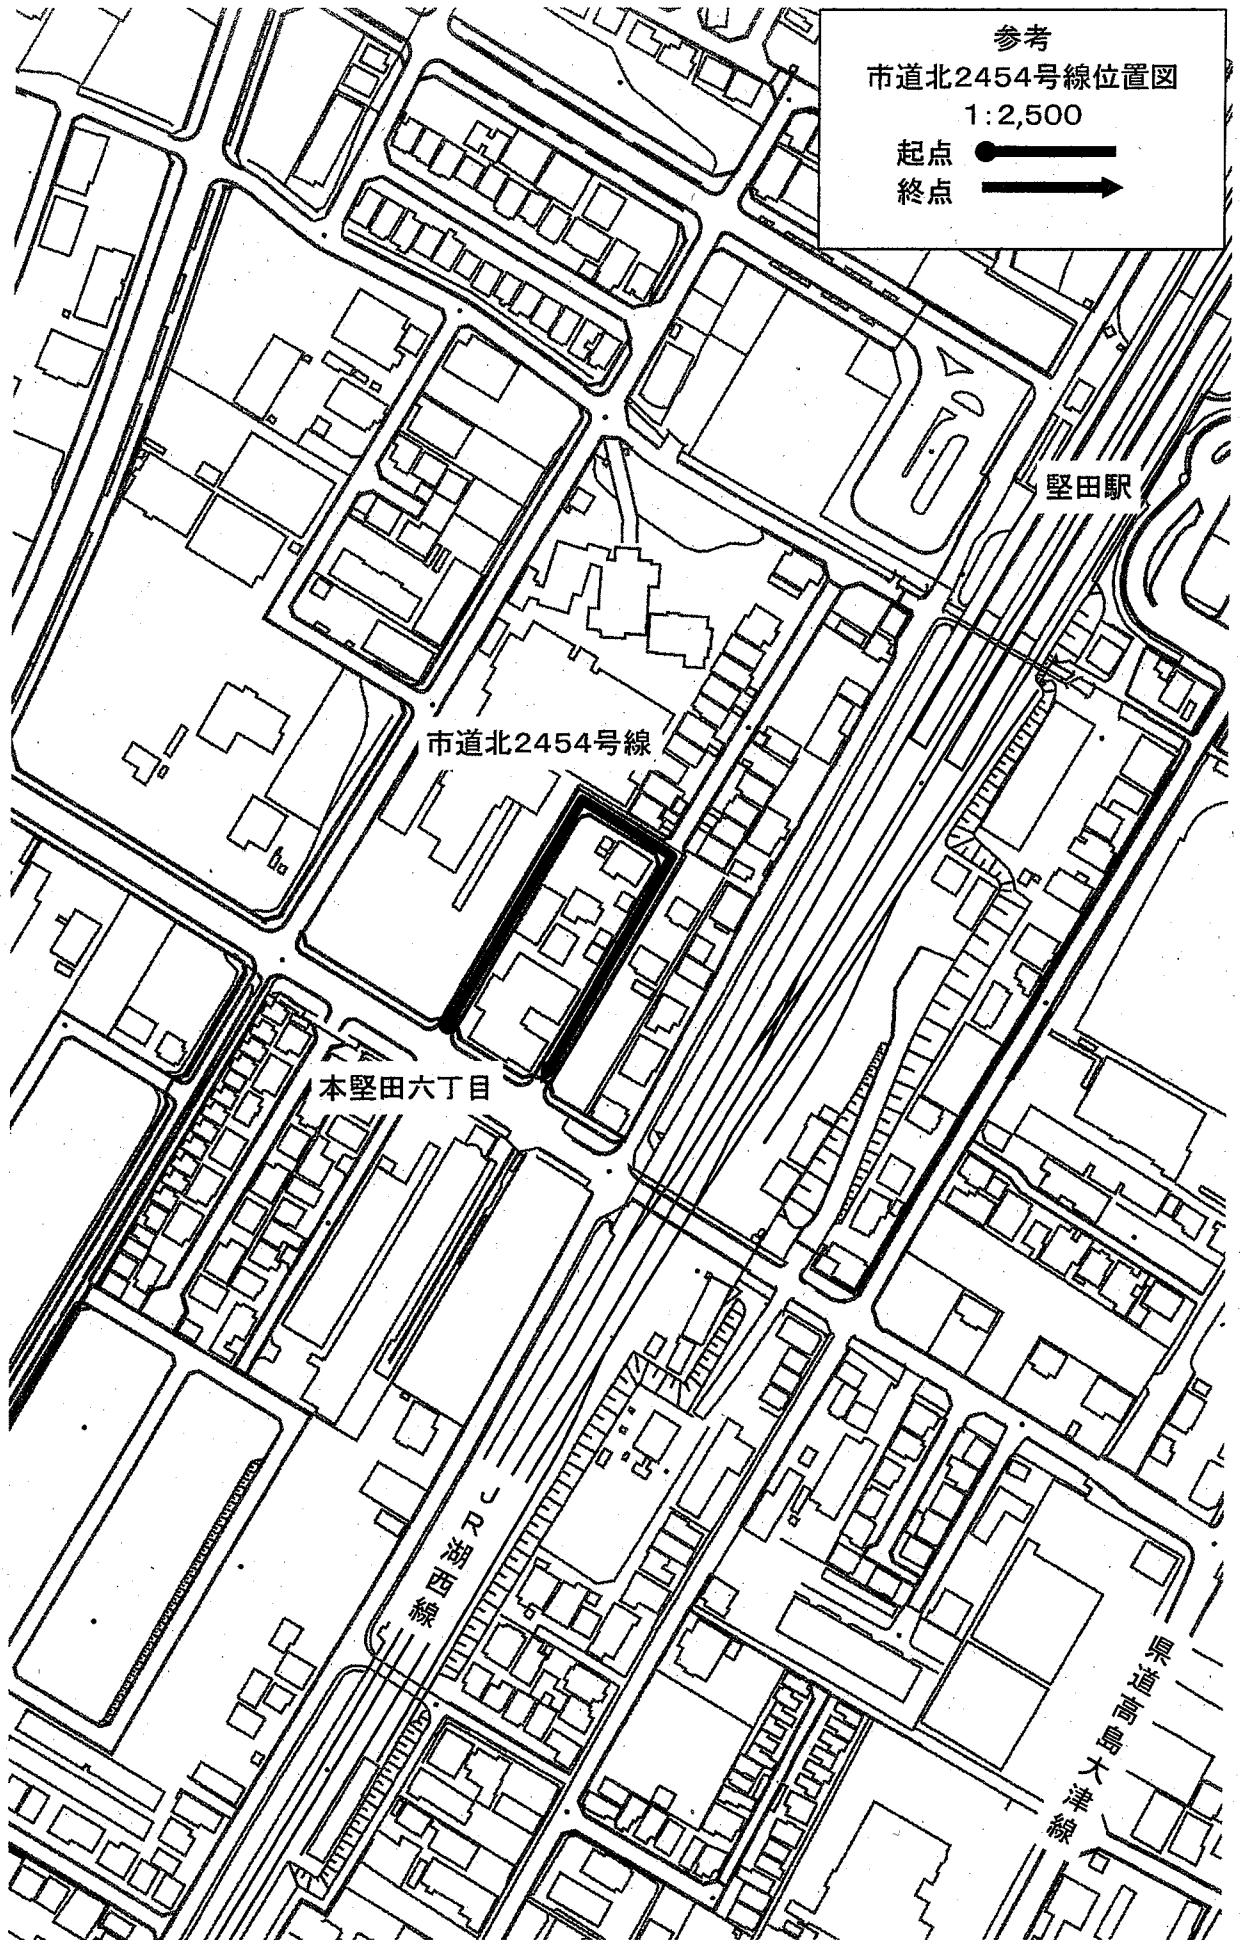 参考
市道北2454号線位置図
1:2,500
起点
終点
堅田駅
市道北2454号線
本堅田六丁目
JR湖西線
県道高島大津線